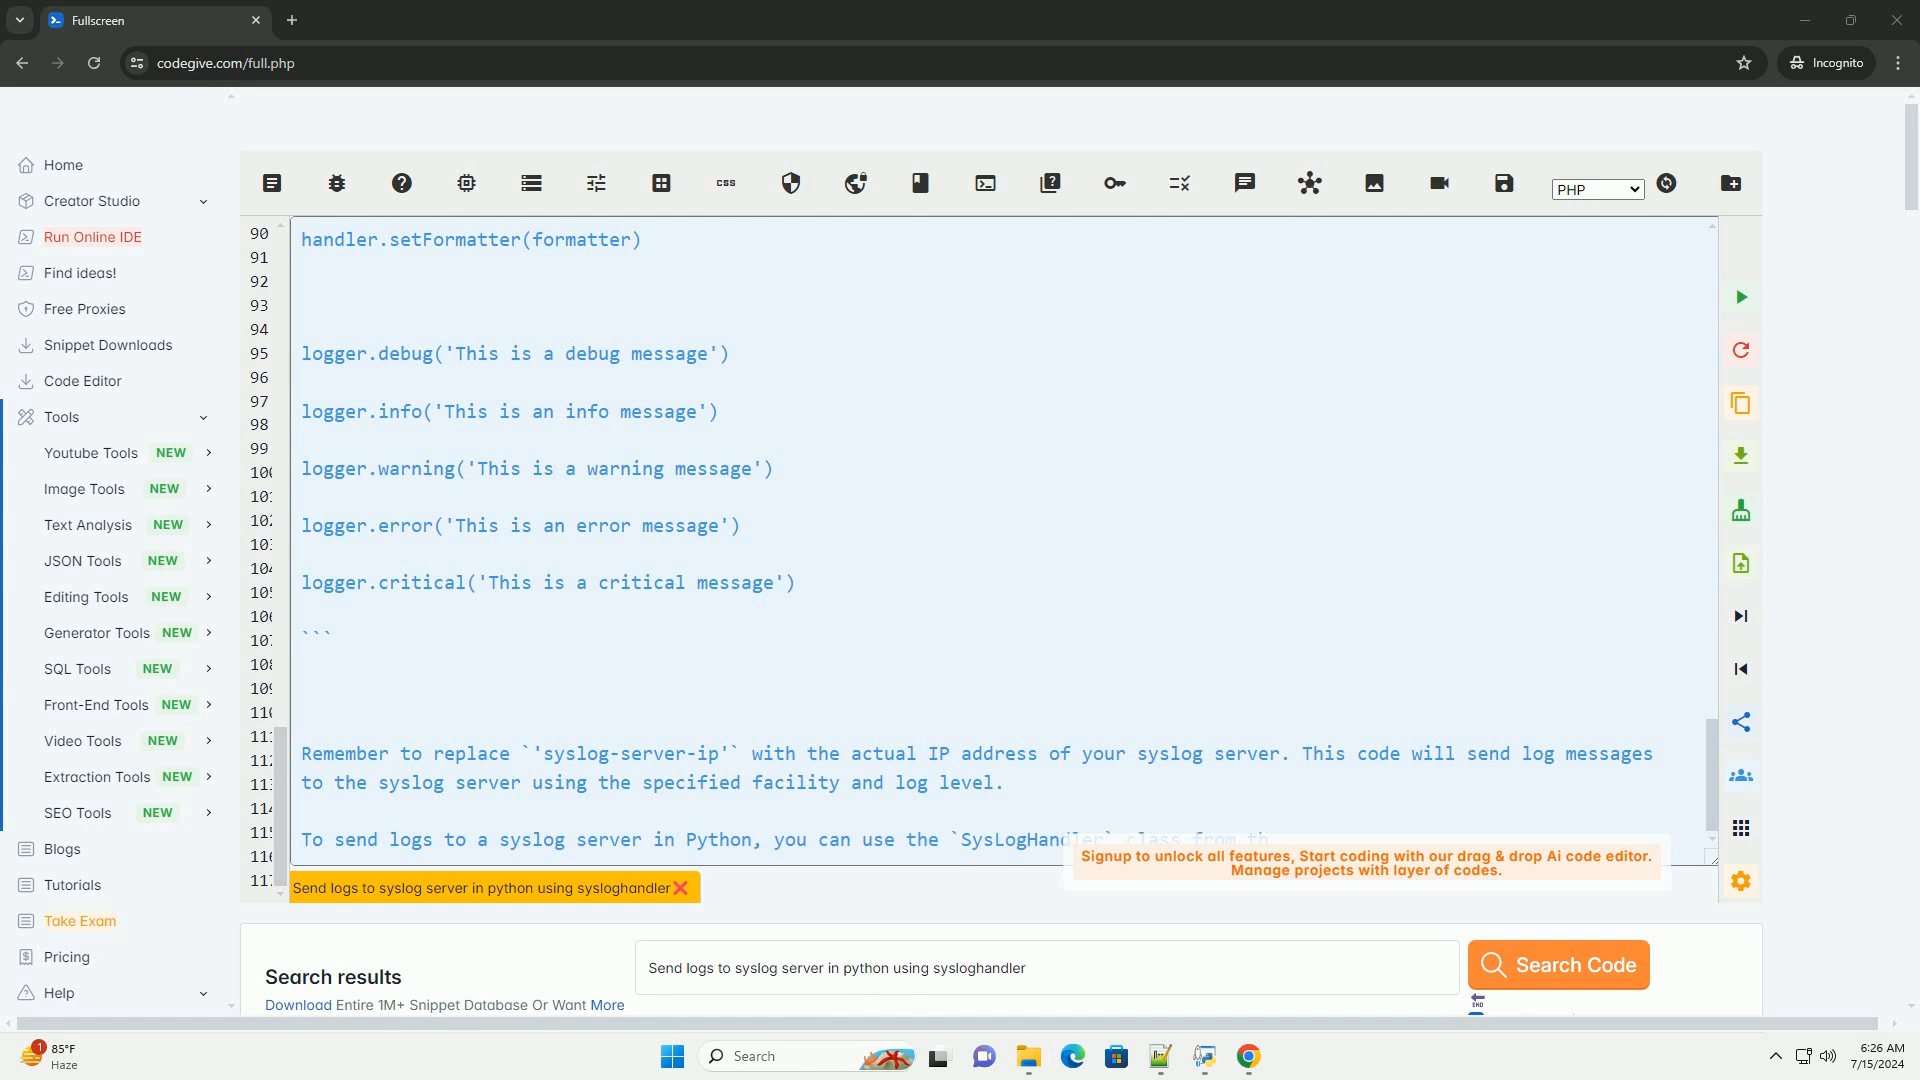 Fullscreen
codegive.com/full.php
Incognito
Home
Creator Studio
Run Online IDE
Find ideas!
Free Proxies
Snippet Downloads
Code Editor
Tools
Youtube Tools NEW
Image Tools NEW
Text Analysis NEW
JSON Tools NEW
Editing Tools NEW
Generator Tools NEW
SQL Tools NEW
Front-End Tools NEW
Video Tools NEW
Extraction Tools NEW
SEO Tools NEW
Blogs
Tutorials
Take Exam
Pricing
Help
css
PHP
90
91
92
93
94
95
96
97
98
99
handler.setFormatter(formatter)
logger.debug('This is a debug message')
logger.info('This is an info message')
logger.warning('This is a warning message')
logger.error('This is an error message')
logger.critical('This is a critical message')
```
Remember to replace `'syslog-server-ip'` with the actual IP address of your syslog server. This code will send log messages
to the syslog server using the specified facility and log level.
To send logs to a syslog server in Python, you can use the `SysLogHandler` class from th
Signup to unlock all features, Start coding with our drag & drop Ai code editor.
Manage projects with layer of codes.
Send logs to syslog server in python using sysloghandler
Search results
Download Entire 1M+ Snippet Database Or Want More
Send logs to syslog server in python using sysloghandler
Search Code
END
1
85°F
Haze
Search
6:26 AM
7/15/2024